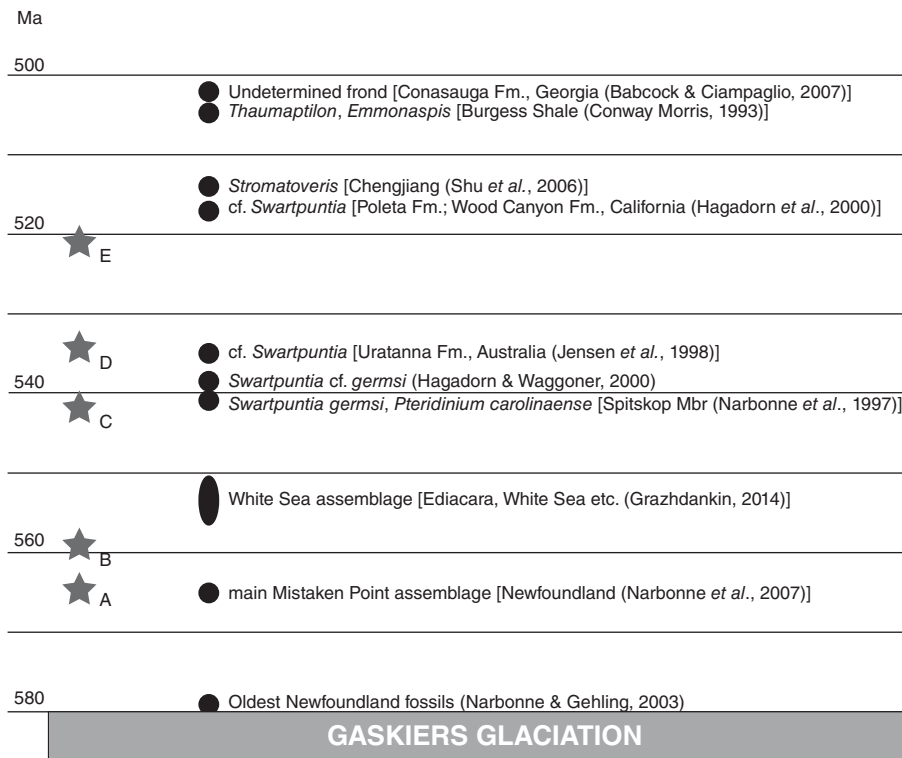 Ma
500
Undetermined frond [Conasauga Fm., Georgia (Babcock & Ciampaglio, 2007)]
Thaumaptilon, Emmonaspis [Burgess Shale (Conway Morris, 1993)]
Stromatoveris [Chengjiang (Shu et al., 2006)]
cf. Swartpuntia [Poleta Fm.; Wood Canyon Fm., California (Hagadorn et al., 2000)]
520
E
D
cf. Swartpuntia [Uratanna Fm., Australia (Jensen et al., 1998)]
540
Swartpuntia cf. germsi (Hagadorn & Waggoner, 2000)
Swartpuntia germsi, Pteridinium carolinaense [Spitskop Mbr (Narbonne et al., 1997)]
C
White Sea assemblage [Ediacara, White Sea etc. (Grazhdankin, 2014)]
560
B
A
main Mistaken Point assemblage [Newfoundland (Narbonne et al., 2007)]
580
Oldest Newfoundland fossils (Narbonne & Gehling, 2003)
GASKIERS GLACIATION